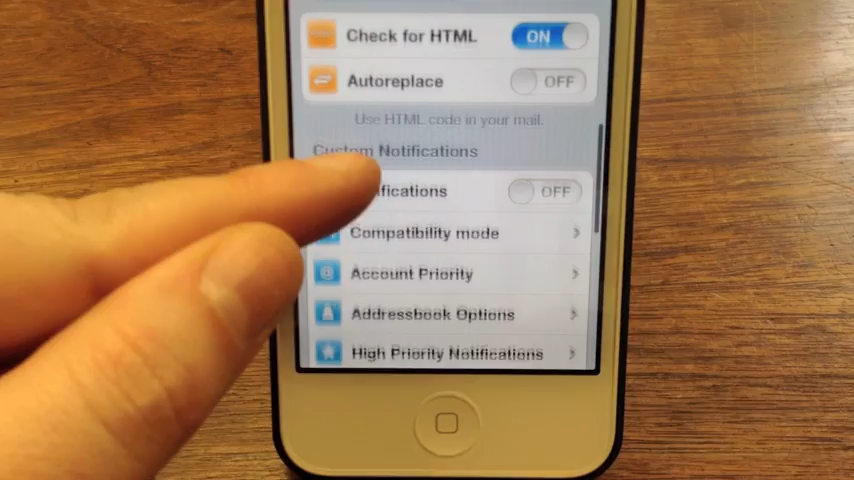 Check for HTML ON
Autoreplace OFF
Use HTML code in your mail.
Custom Notifications
ifications OFF
Compatibility mode
Account Priority
Addressbook Options
High Priority Notifications